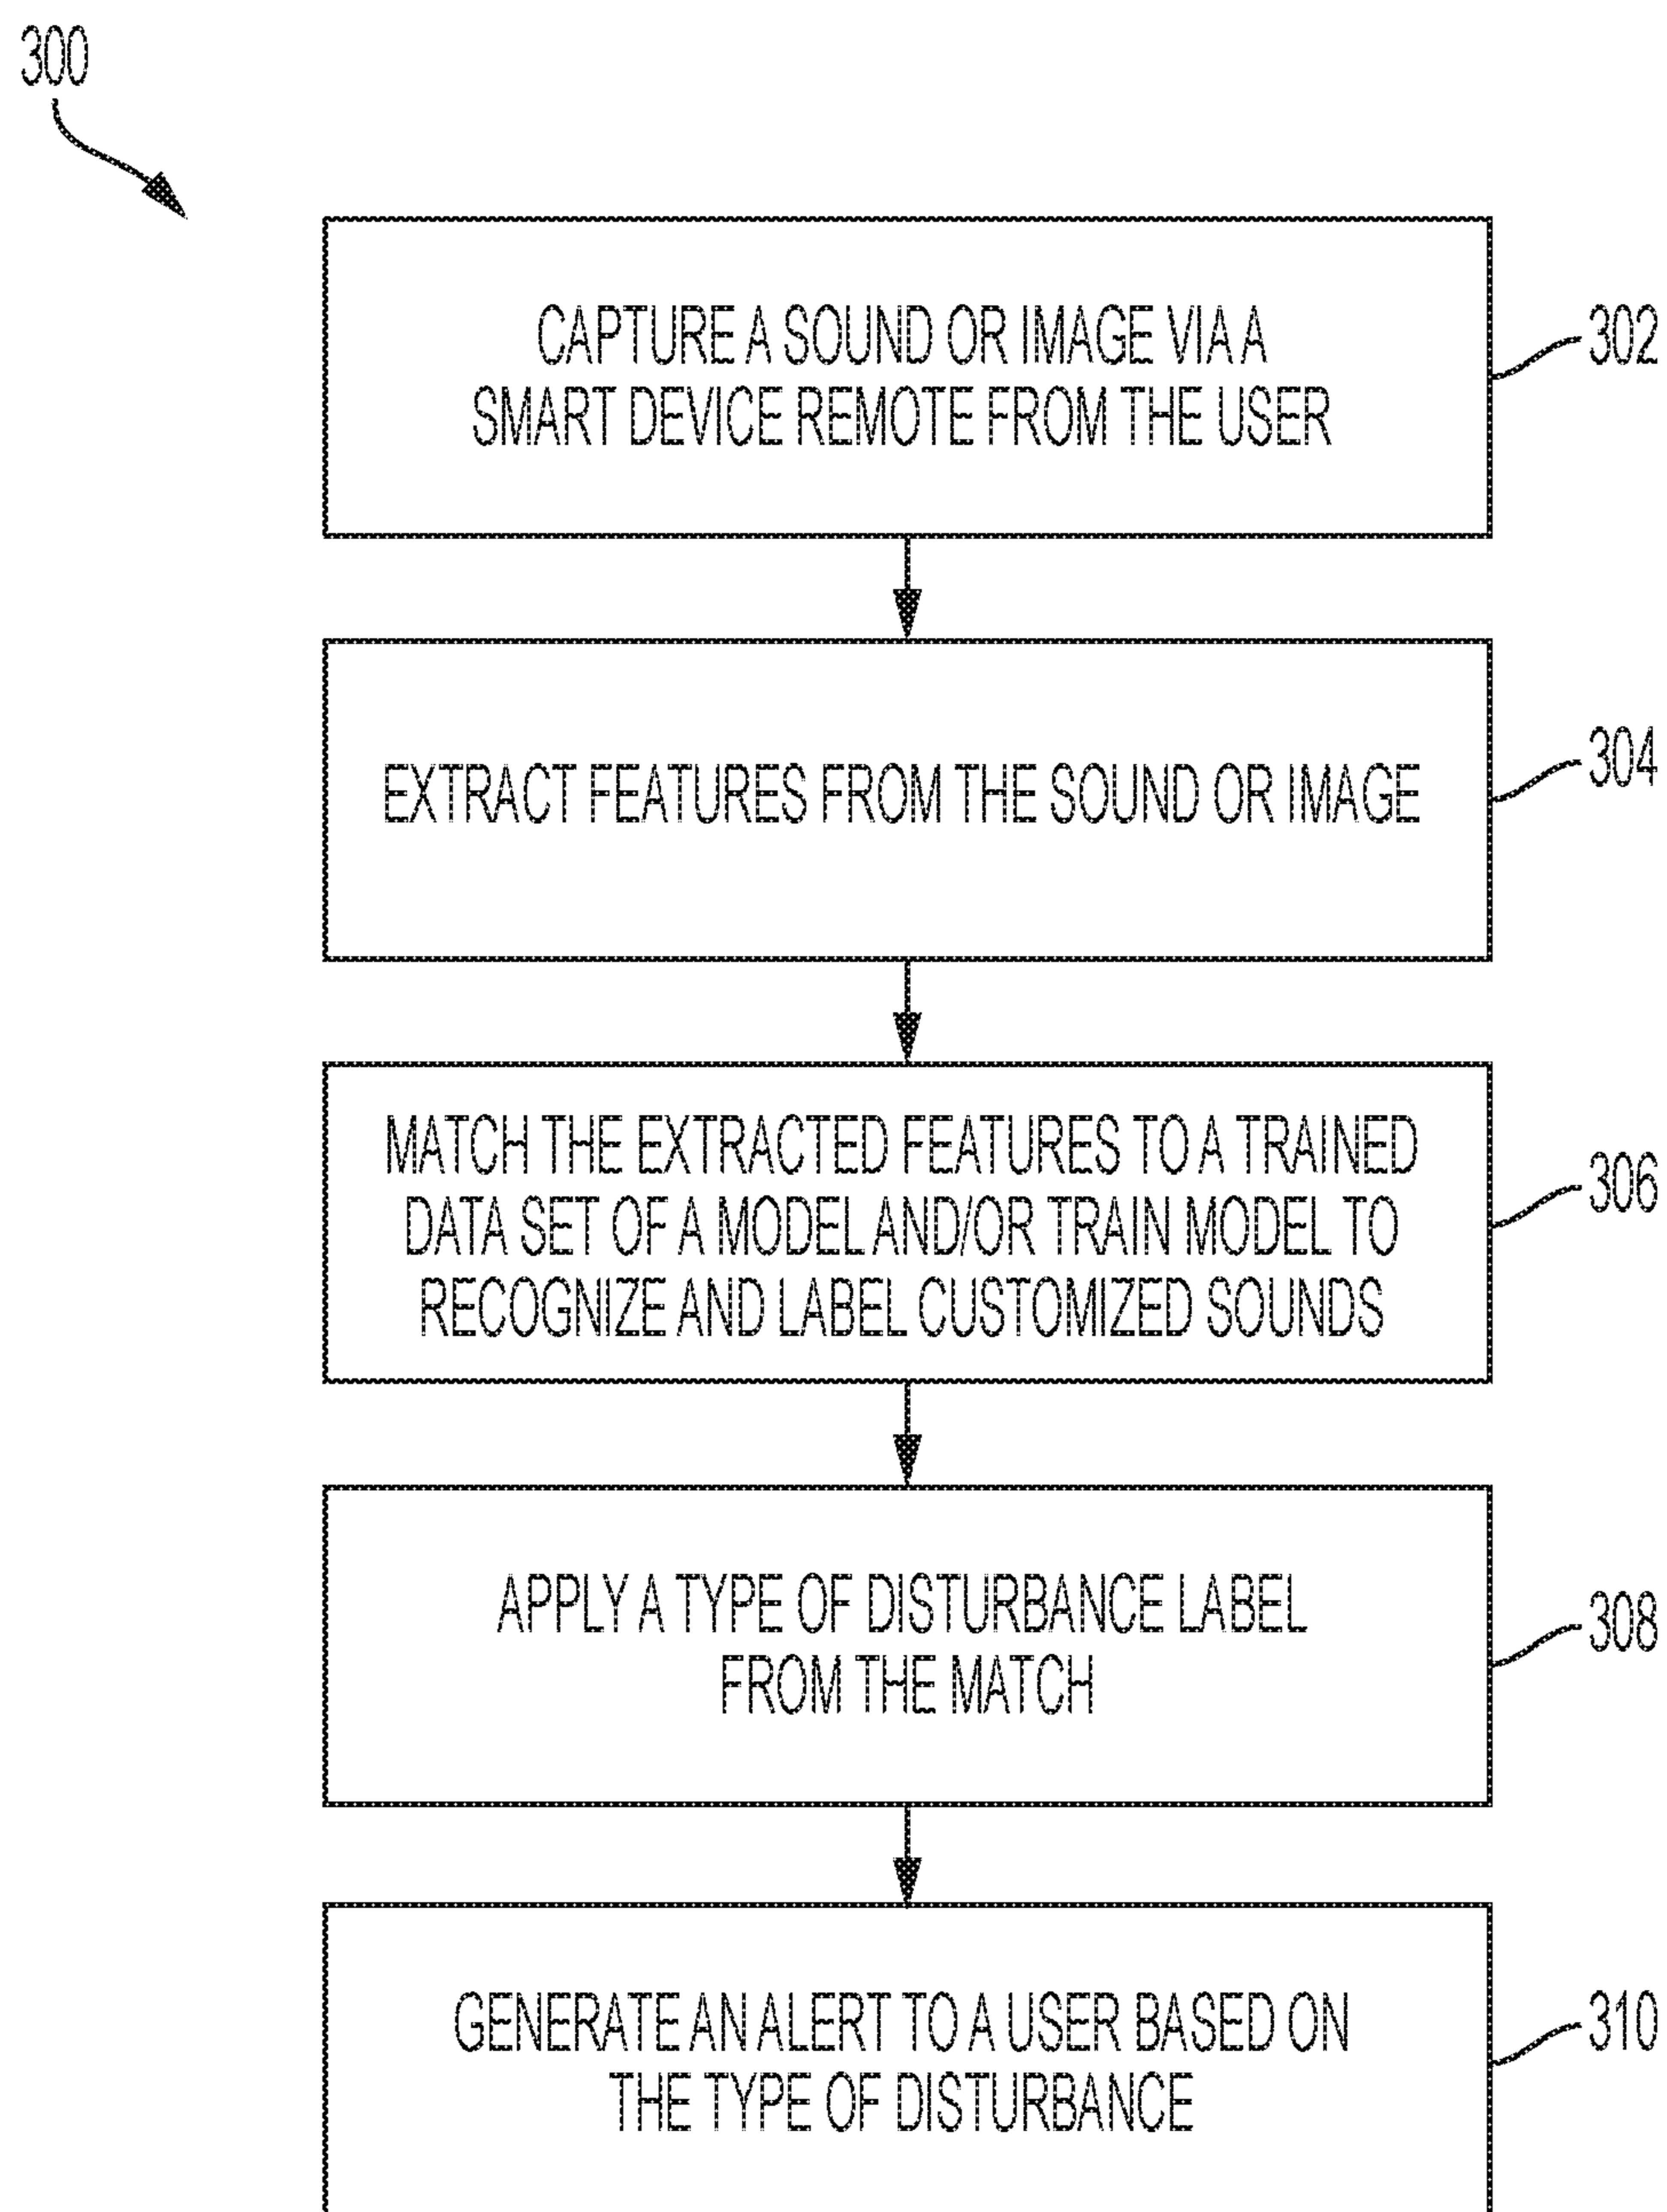 300
CAPTURE A SOUND OR IMAGE VIA A
SMART DEVICE REMOTE FROM THE USER
302
EXTRACT FEATURES FROM THE SOUND OR IMAGE
304
MATCH THE EXTRACTED FEATURES TO A TRAINED
DATA SET OF A MODEL AND/OR TRAIN MODEL TO
RECOGNIZE AND LABEL CUSTOMIZED SOUNDS
306
APPLY A TYPE OF DISTURBANCE LABEL
FROM THE MATCH
308
GENERATE AN ALERT TO A USER BASED ON
THE TYPE OF DISTURBANCE
310